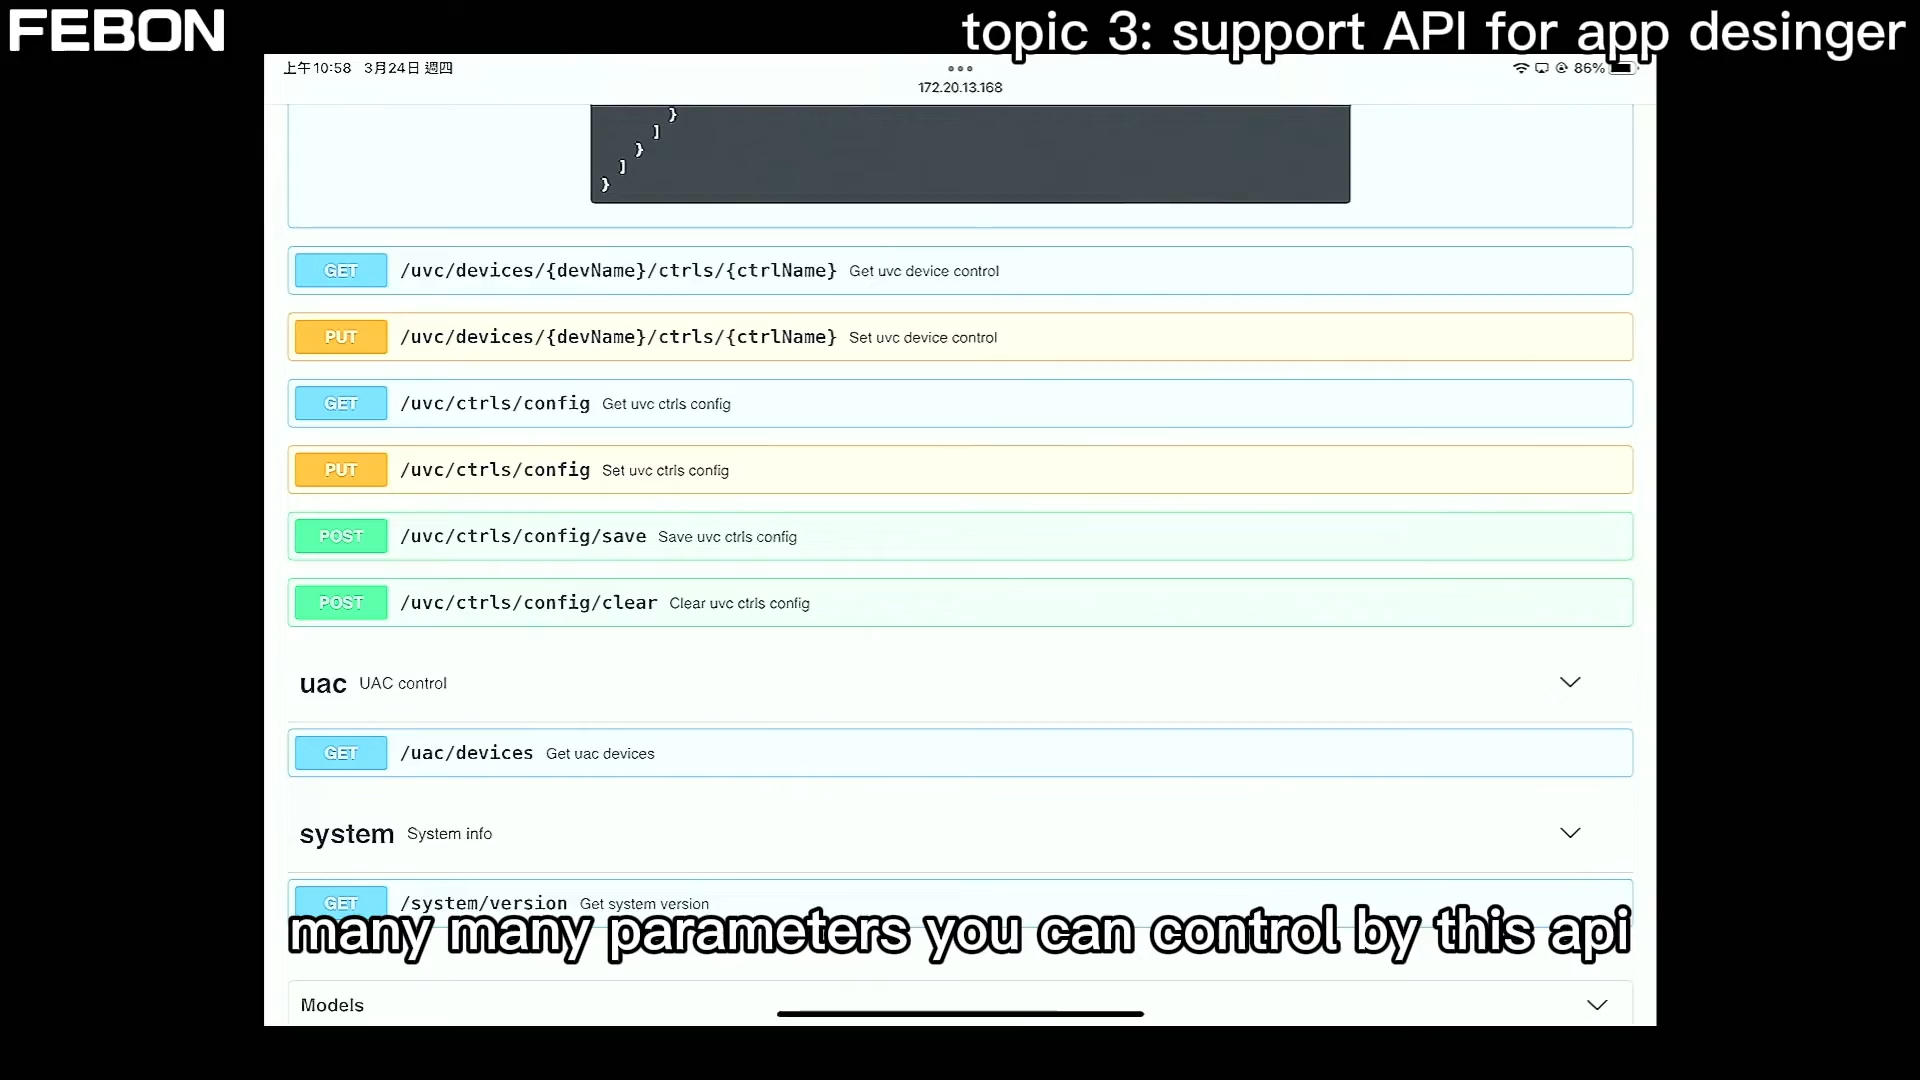 FEBON
topic 3: support API for app desinger
上午10:58 3月24日 週四
86%
172.20.13.168
}
]
}
]
}
GET /uvc/devices/{devName}/ctrls/{ctrlName} Get uvc device control
PUT /uvc/devices/{devName}/ctrls/{ctrlName} Set uvc device control
GET /uvc/ctrls/config Get uvc ctrls config
PUT /uvc/ctrls/config Set uvc ctrls config
POST /uvc/ctrls/config/save Save uvc ctrls config
POST /uvc/ctrls/config/clear Clear uvc ctrls config
uac UAC control
GET /uac/devices Get uac devices
system System info
GET /system/version Get system version
many many parameters you can control by this api
Models